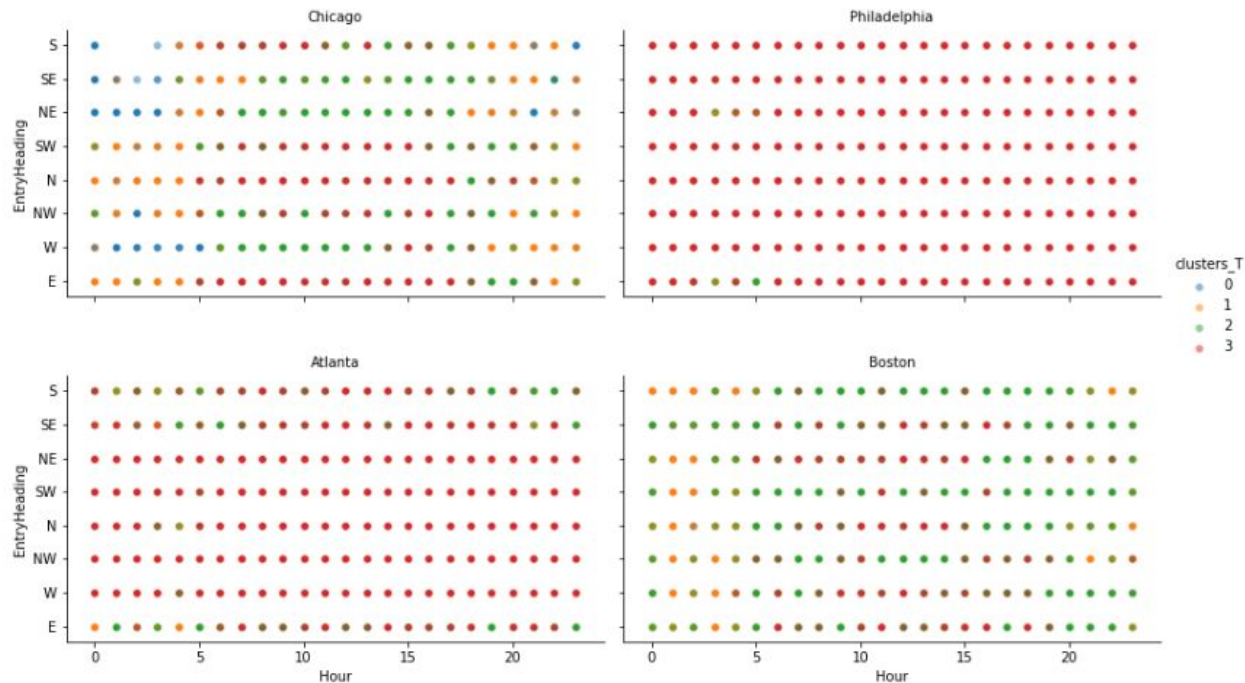 Chicago
Philadelphia
EntryHeading
S
SE
NE
SW
N
NW
W
E
clusters_T
0
1
2
3
Atlanta
Boston
EntryHeading
S
SE
NE
SW
N
NW
W
E
0 5 10 15 20
Hour
0 5 10 15 20
Hour